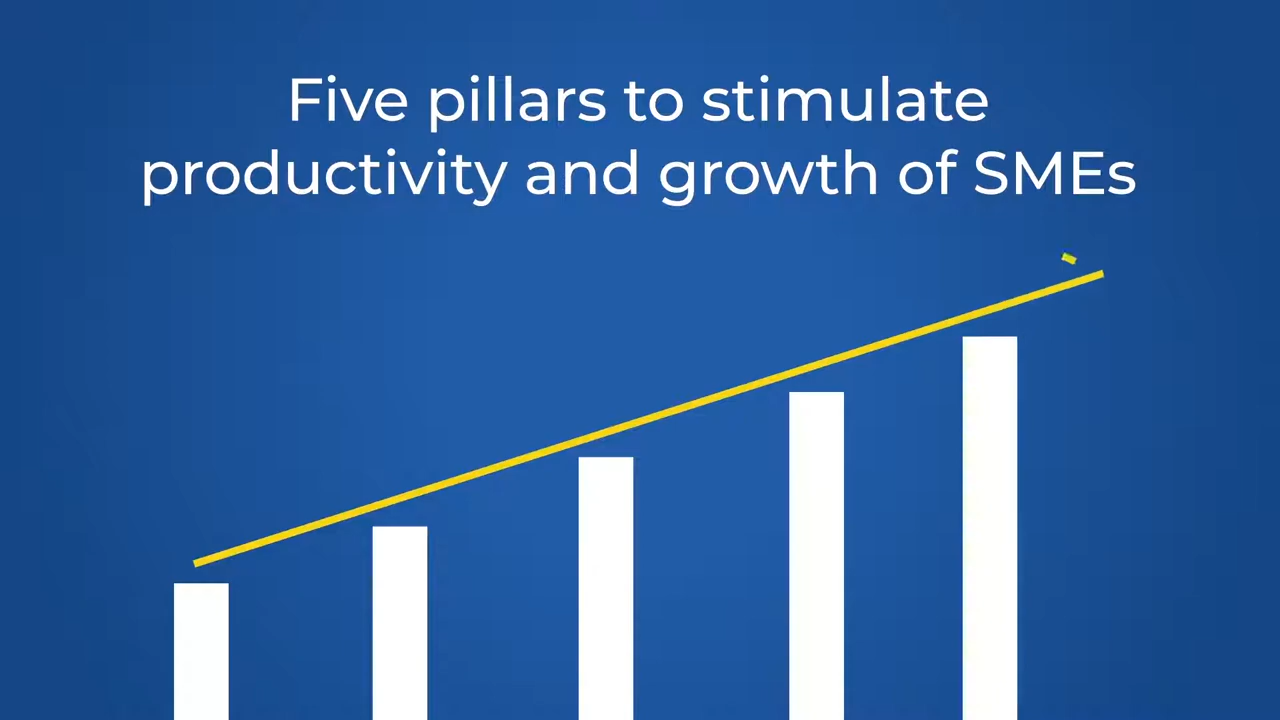 Five pillars to stimulate
productivity and growth of SMEs